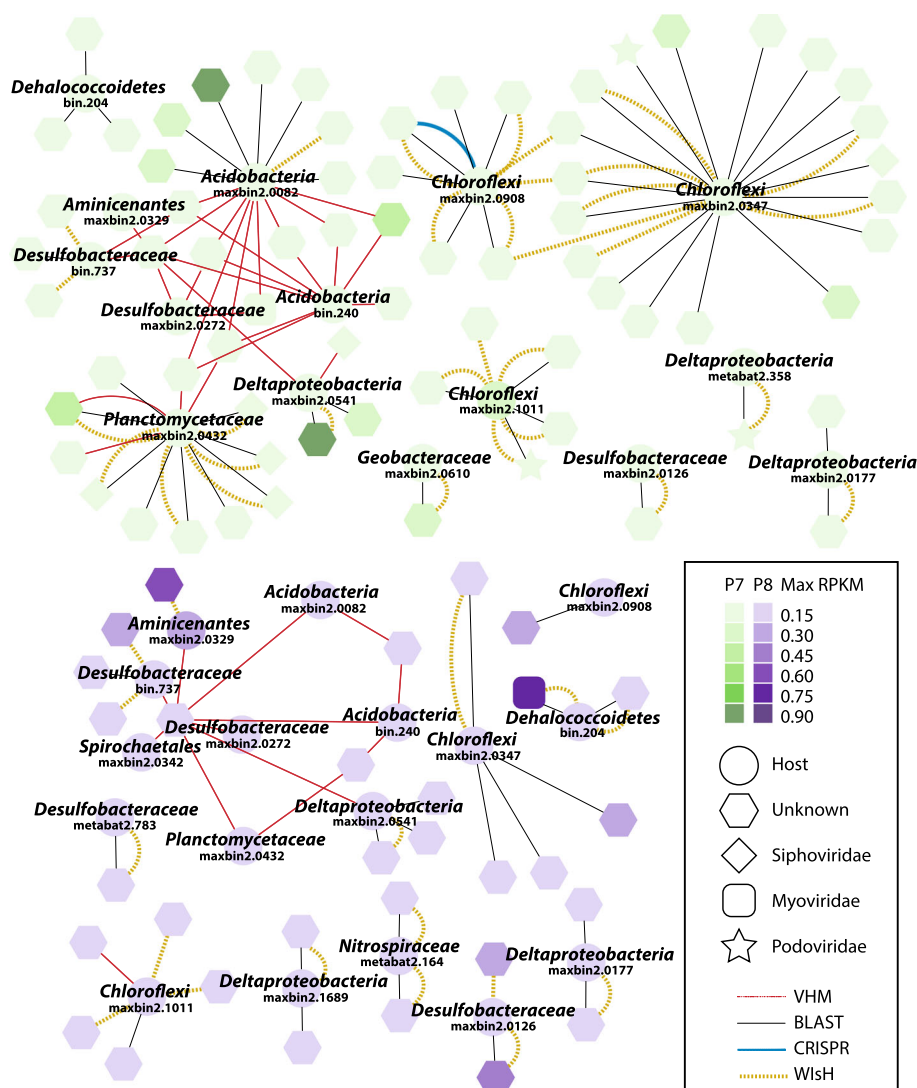 Dehalococcoidetes
bin.204
Acidobacteria
maxbin2.0082
Aminicenantes
maxbin2.0329
Desulfobacteraceae
bin.737
Desulfobacteraceae
maxbin2.0272
Acidobacteria
bin.240
Chloroflexi
maxbin2.0908
Chloroflexi
maxbin2.0347
Deltaproteobacteria
maxbin2.0541
Planctomycetaceae
maxbin2.0432
Chloroflexi
maxbin2.1011
Deltaproteobacteria
metabat2.358
Geobacteraceae
maxbin2.0610
Desulfobacteraceae
maxbin2.0126
Deltaproteobacteria
maxbin2.0177
Aminicenantes
maxbin2.0329
Acidobacteria
maxbin2.0082
Chloroflexi
maxbin2.0908
Desulfobacteraceae
bin.737
Desulfobacteraceae
maxbin2.0272
Spirochaetales
maxbin2.0342
Acidobacteria
bin.240
Chloroflexi
maxbin2.0347
Dehalococcoidetes
bin.204
Desulfobacteraceae
metabat2.783
Planctomycetaceae
maxbin2.0432
Deltaproteobacteria
maxbin2.0541
Chloroflexi
maxbin2.1011
Deltaproteobacteria
maxbin2.1689
Nitrospiraceae
metabat2.164
Desulfobacteraceae
maxbin2.0126
Deltaproteobacteria
maxbin2.0177
P7 P8 Max RPKM
0.15
0.30
0.45
0.60
0.75
0.90
Host
Unknown
Siphoviridae
Myoviridae
Podoviridae
VHM
BLAST
CRISPR
WIsH